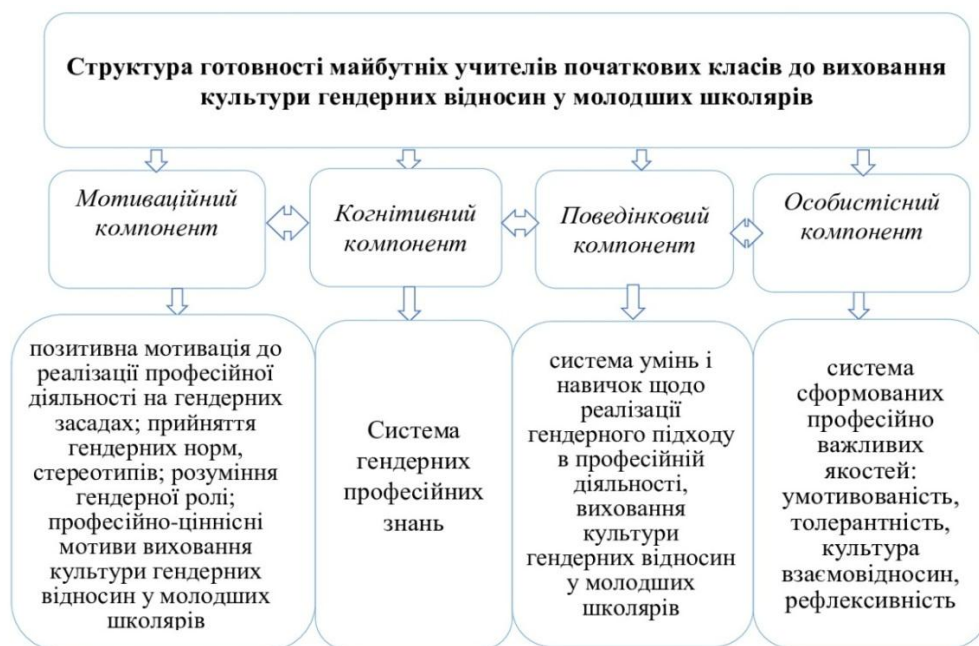 Структура готовності майбутніх учителів початкових класів до виховання
культури гендерних відносин у молодших школярів
Мотиваційний
компонент
Когнітивний
компонент
Поведінковий
компонент
Особистісний
компонент
позитивна мотивація до
реалізації професійної
діяльності на гендерних
засадах; прийняття
гендерних норм,
стереотипів; розуміння
гендерної ролі;
професійно-ціннісні
мотиви виховання
культури гендерних
відносин у молодших
школярів
Система
гендерних
професійних
знань
система умінь і
навичок щодо
реалізації
гендерного підходу
в професійній
діяльності,
виховання
культури
гендерних відносин
у молодших
школярів
система
сформованих
професійно
важливих
якостей:
умотивованість,
толерантність,
культура
взаємовідносин,
рефлексивність